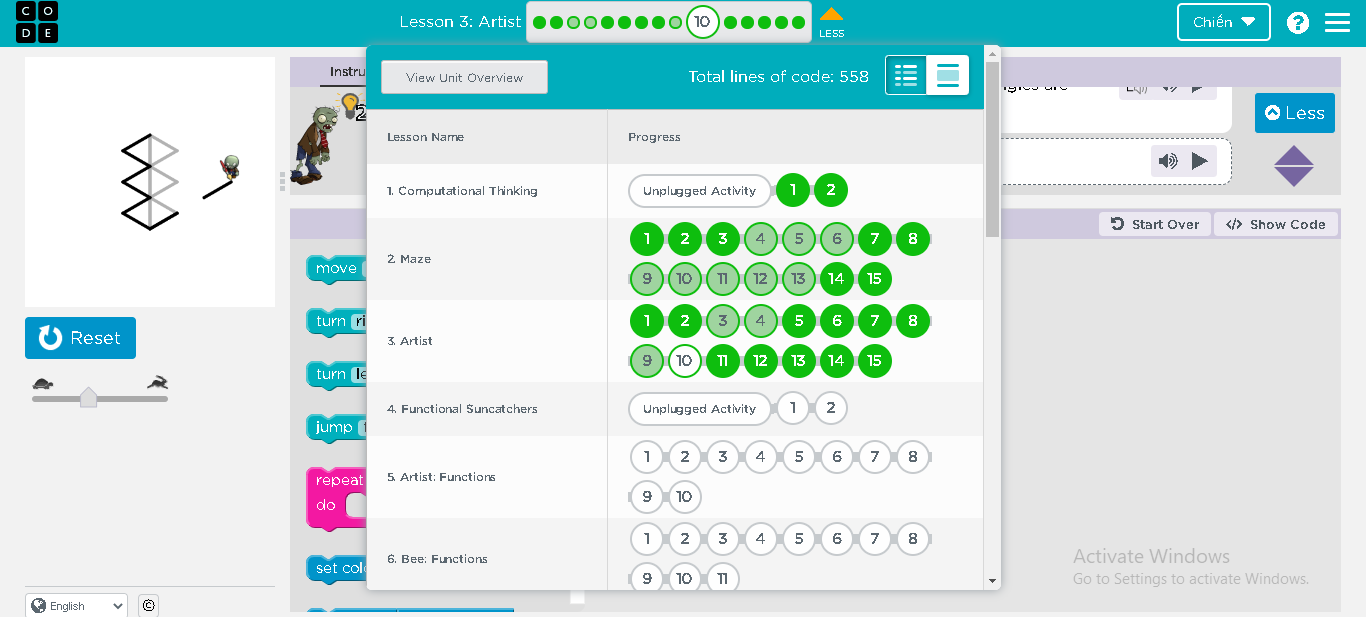 C O
D E
Lesson 3: Artist
10
LESS
Chiến
?
View Unit Overview
Total lines of code: 558
Less
Lesson Name
Progress
1. Computational Thinking
Unplugged Activity 1 2
2. Maze
1 2 3 4 5 6 7 8
9 10 11 12 13 14 15
3. Artist
1 2 3 4 5 6 7 8
9 10 11 12 13 14 15
4. Functional Suncatchers
Unplugged Activity 1 2
5. Artist: Functions
1 2 3 4 5 6 7 8
9 10
6. Bee: Functions
1 2 3 4 5 6 7 8
9 10 11
Instru
2
gles are
Start Over
</> Show Code
move
turn ri
turn le
jump
repeat
do
set col
Reset
English
©
Activate Windows
Go to Settings to activate Windows.